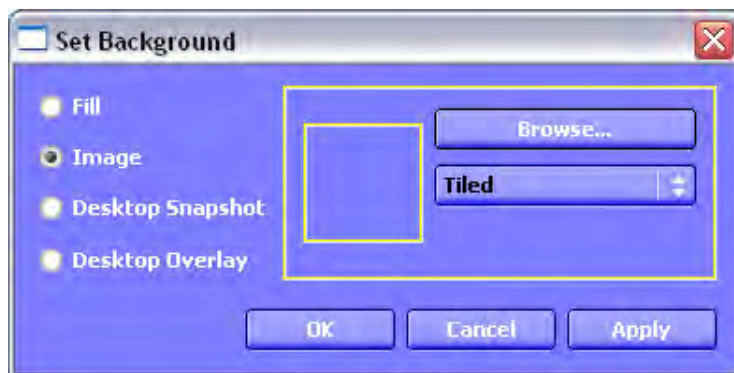 Set Background
Fill
Image
Desktop Snapshot
Desktop Overlay
Browse...
Tiled
OK
Cancel
Apply